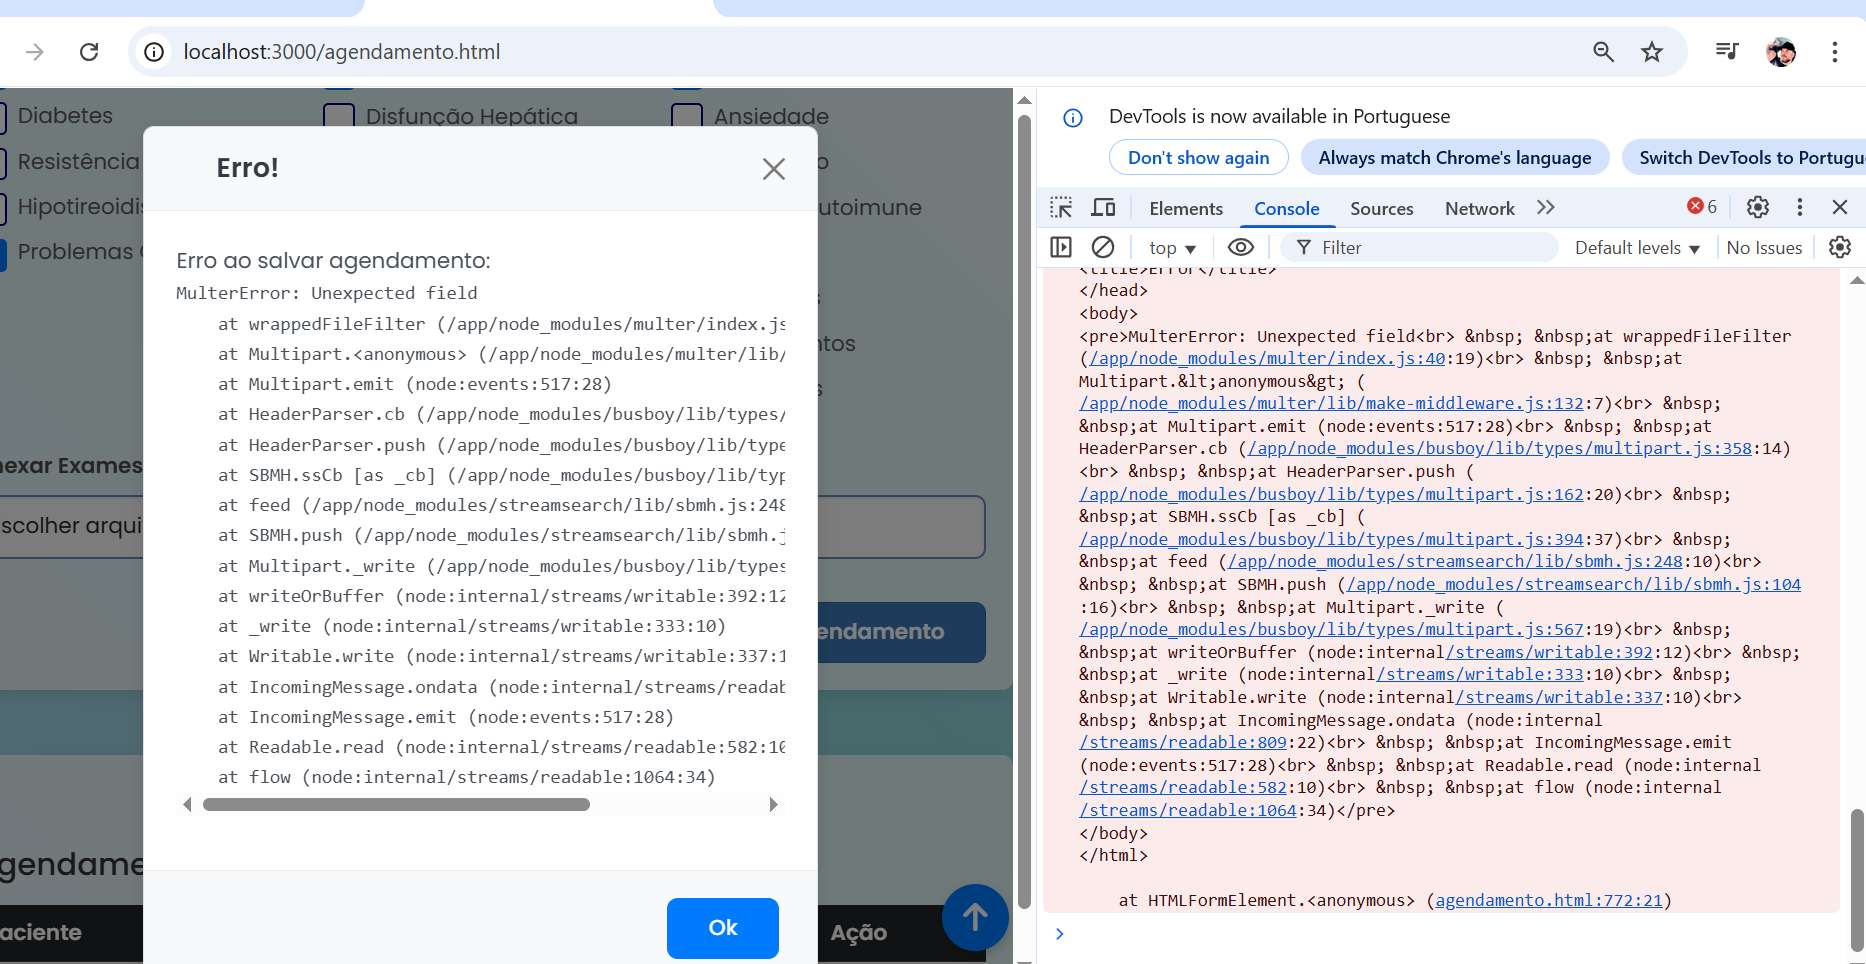 localhost:3000/agendamento.html
Diabetes
Disfunção Hepática
Ansiedade
Resistência
Hipotireoidis
utoimune
Problemas
ntos
nexar Exames
scolher arqui
endamento
gendame
aciente
Ação
Erro!
Erro ao salvar agendamento:
MulterError: Unexpected field
at wrappedFileFilter (/app/node_modules/multer/index.js
at Multipart.<anonymous> (/app/node_modules/multer/lib/
at Multipart.emit (node:events:517:28)
at HeaderParser.cb (/app/node_modules/busboy/lib/types/
at HeaderParser.push (/app/node_modules/busboy/lib/type
at SBMH.ssCb [as _cb] (/app/node_modules/busboy/lib/typ
at feed (/app/node_modules/streamsearch/lib/sbmh.js:248
at SBMH.push (/app/node_modules/streamsearch/lib/sbmh.j
at Multipart._write (/app/node_modules/busboy/lib/types
at writeOrBuffer (node:internal/streams/writable:392:12
at _write (node:internal/streams/writable:333:10)
at Writable.write (node:internal/streams/writable:337:1
at IncomingMessage.ondata (node:internal/streams/readab
at IncomingMessage.emit (node:events:517:28)
at Readable.read (node:internal/streams/readable:582:10
at flow (node:internal/streams/readable:1064:34)
Ok
DevTools is now available in Portuguese
Don't show again
Always match Chrome's language
Switch DevTools to Portugu
Elements
Console
Sources
Network
6
top
Filter
Default levels
No Issues
<title>Error</title>
</head>
<body>
<pre>MulterError: Unexpected field<br> &nbsp; &nbsp;at wrappedFileFilter
(/app/node_modules/multer/index.js:40:19)<br> &nbsp; &nbsp;at
Multipart.&lt;anonymous&gt; (
/app/node_modules/multer/lib/make-middleware.js:132:7)<br> &nbsp;
&nbsp;at Multipart.emit (node:events:517:28)<br> &nbsp; &nbsp;at
HeaderParser.cb (/app/node_modules/busboy/lib/types/multipart.js:358:14)
<br> &nbsp; &nbsp;at HeaderParser.push (
/app/node_modules/busboy/lib/types/multipart.js:162:20)<br> &nbsp;
&nbsp;at SBMH.ssCb [as _cb] (
/app/node_modules/busboy/lib/types/multipart.js:394:37)<br> &nbsp;
&nbsp;at feed (/app/node_modules/streamsearch/lib/sbmh.js:248:10)<br>
&nbsp; &nbsp;at SBMH.push (/app/node_modules/streamsearch/lib/sbmh.js:104
:16)<br> &nbsp; &nbsp;at Multipart._write (
/app/node_modules/busboy/lib/types/multipart.js:567:19)<br> &nbsp;
&nbsp;at writeOrBuffer (node:internal/streams/writable:392:12)<br> &nbsp;
&nbsp;at _write (node:internal/streams/writable:333:10)<br> &nbsp;
&nbsp;at Writable.write (node:internal/streams/writable:337:10)<br>
&nbsp; &nbsp;at IncomingMessage.ondata (node:internal
/streams/readable:809:22)<br> &nbsp; &nbsp;at IncomingMessage.emit
(node:events:517:28)<br> &nbsp; &nbsp;at Readable.read (node:internal
/streams/readable:582:10)<br> &nbsp; &nbsp;at flow (node:internal
/streams/readable:1064:34)</pre>
</body>
</html>
at HTMLFormElement.<anonymous> (agendamento.html:772:21)